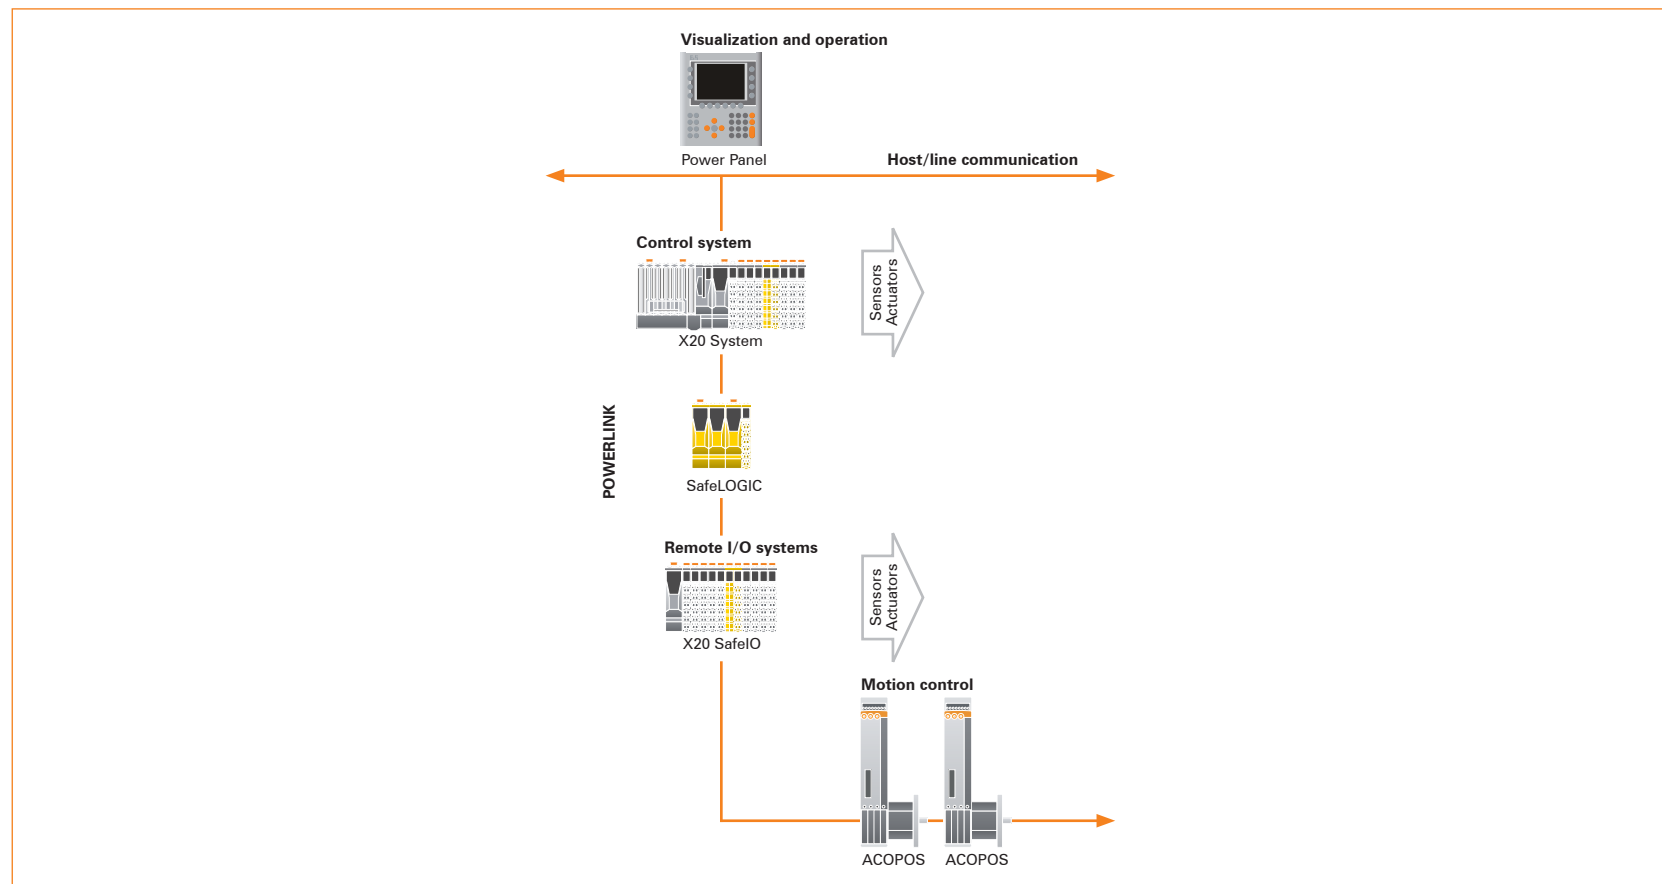 Visualization and operation
Power Panel
Host/line communication
Control system
Sensors
Actuators
X20 System
POWERLINK
SafeLOGIC
Remote I/O systems
Sensors
Actuators
X20 SafeIO
Motion control
ACOPOS
ACOPOS